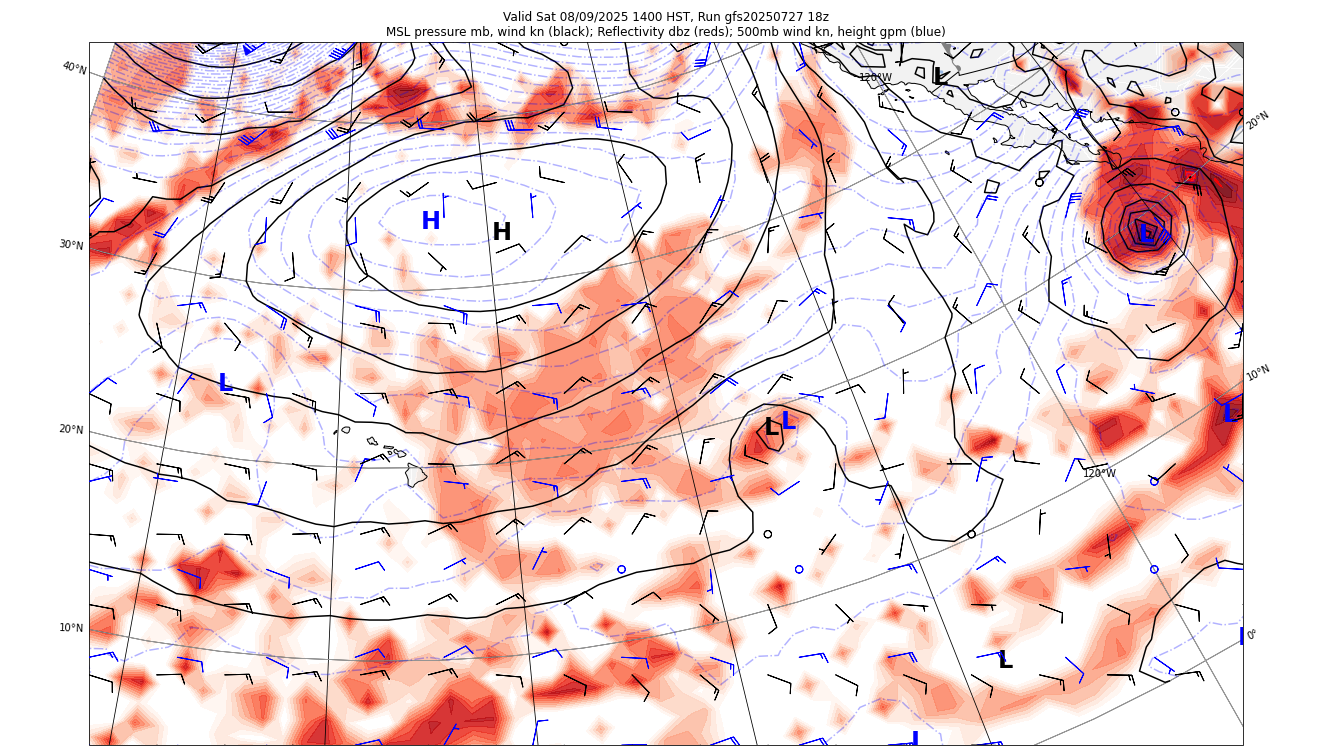 Valid Sat 08/09/2025 1400 HST, Run gfs20250727 18z
MSL pressure mb, wind kn (black); Reflectivity dbz (reds); 500mb wind kn, height gpm (blue)
40°N
120°W
L
20°N
H
H
L
30°N
10°N
L
L
L
L
20°N
120°W
10°N
0°
L
L